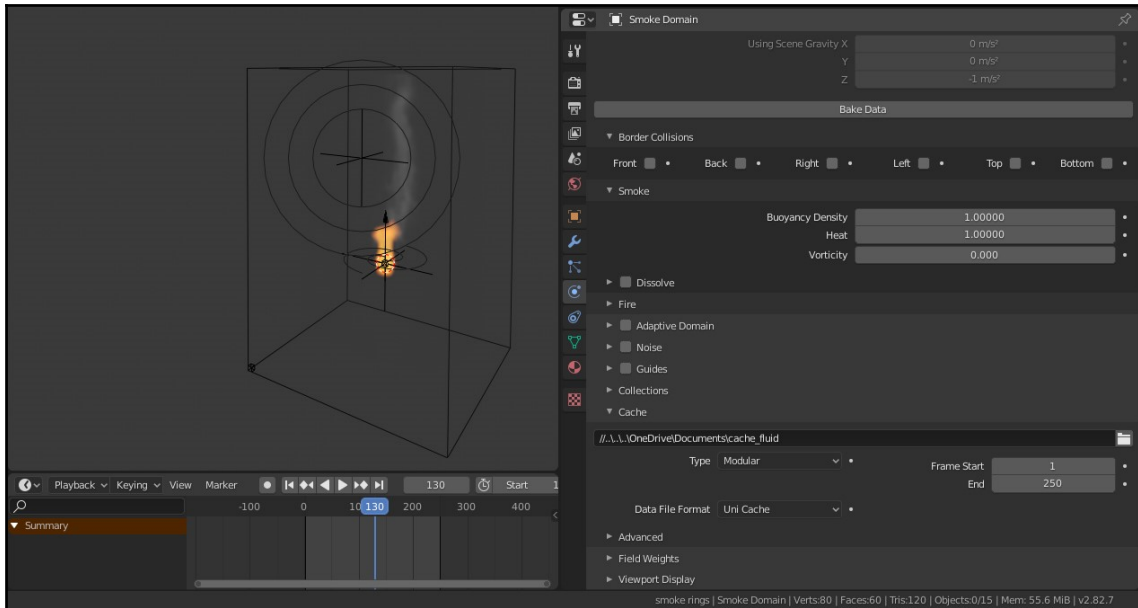 Smoke Domain
Using Scene Gravity X 0 m/s²
Y 0 m/s²
Z -1 m/s²
Bake Data
Border Collisions
Front Back Right Left Top Bottom
Smoke
Buoyancy Density 1.00000
Heat 1.00000
Vorticity 0.000
Dissolve
Fire
Adaptive Domain
Noise
Guides
Collections
Cache
//..\..\..\OneDrive\Documents\cache_fluid
Type Modular Frame Start 1
End 250
Data File Format Uni Cache
Advanced
Field Weights
Viewport Display
Playback Keying View Marker 130 Start 1
-100 0 10 130 200 300 400
Summary
smoke rings | Smoke Domain | Verts:80 | Faces:60 | Tris:120 | Objects:0/15 | Mem: 55.6 MiB | v2.82.7